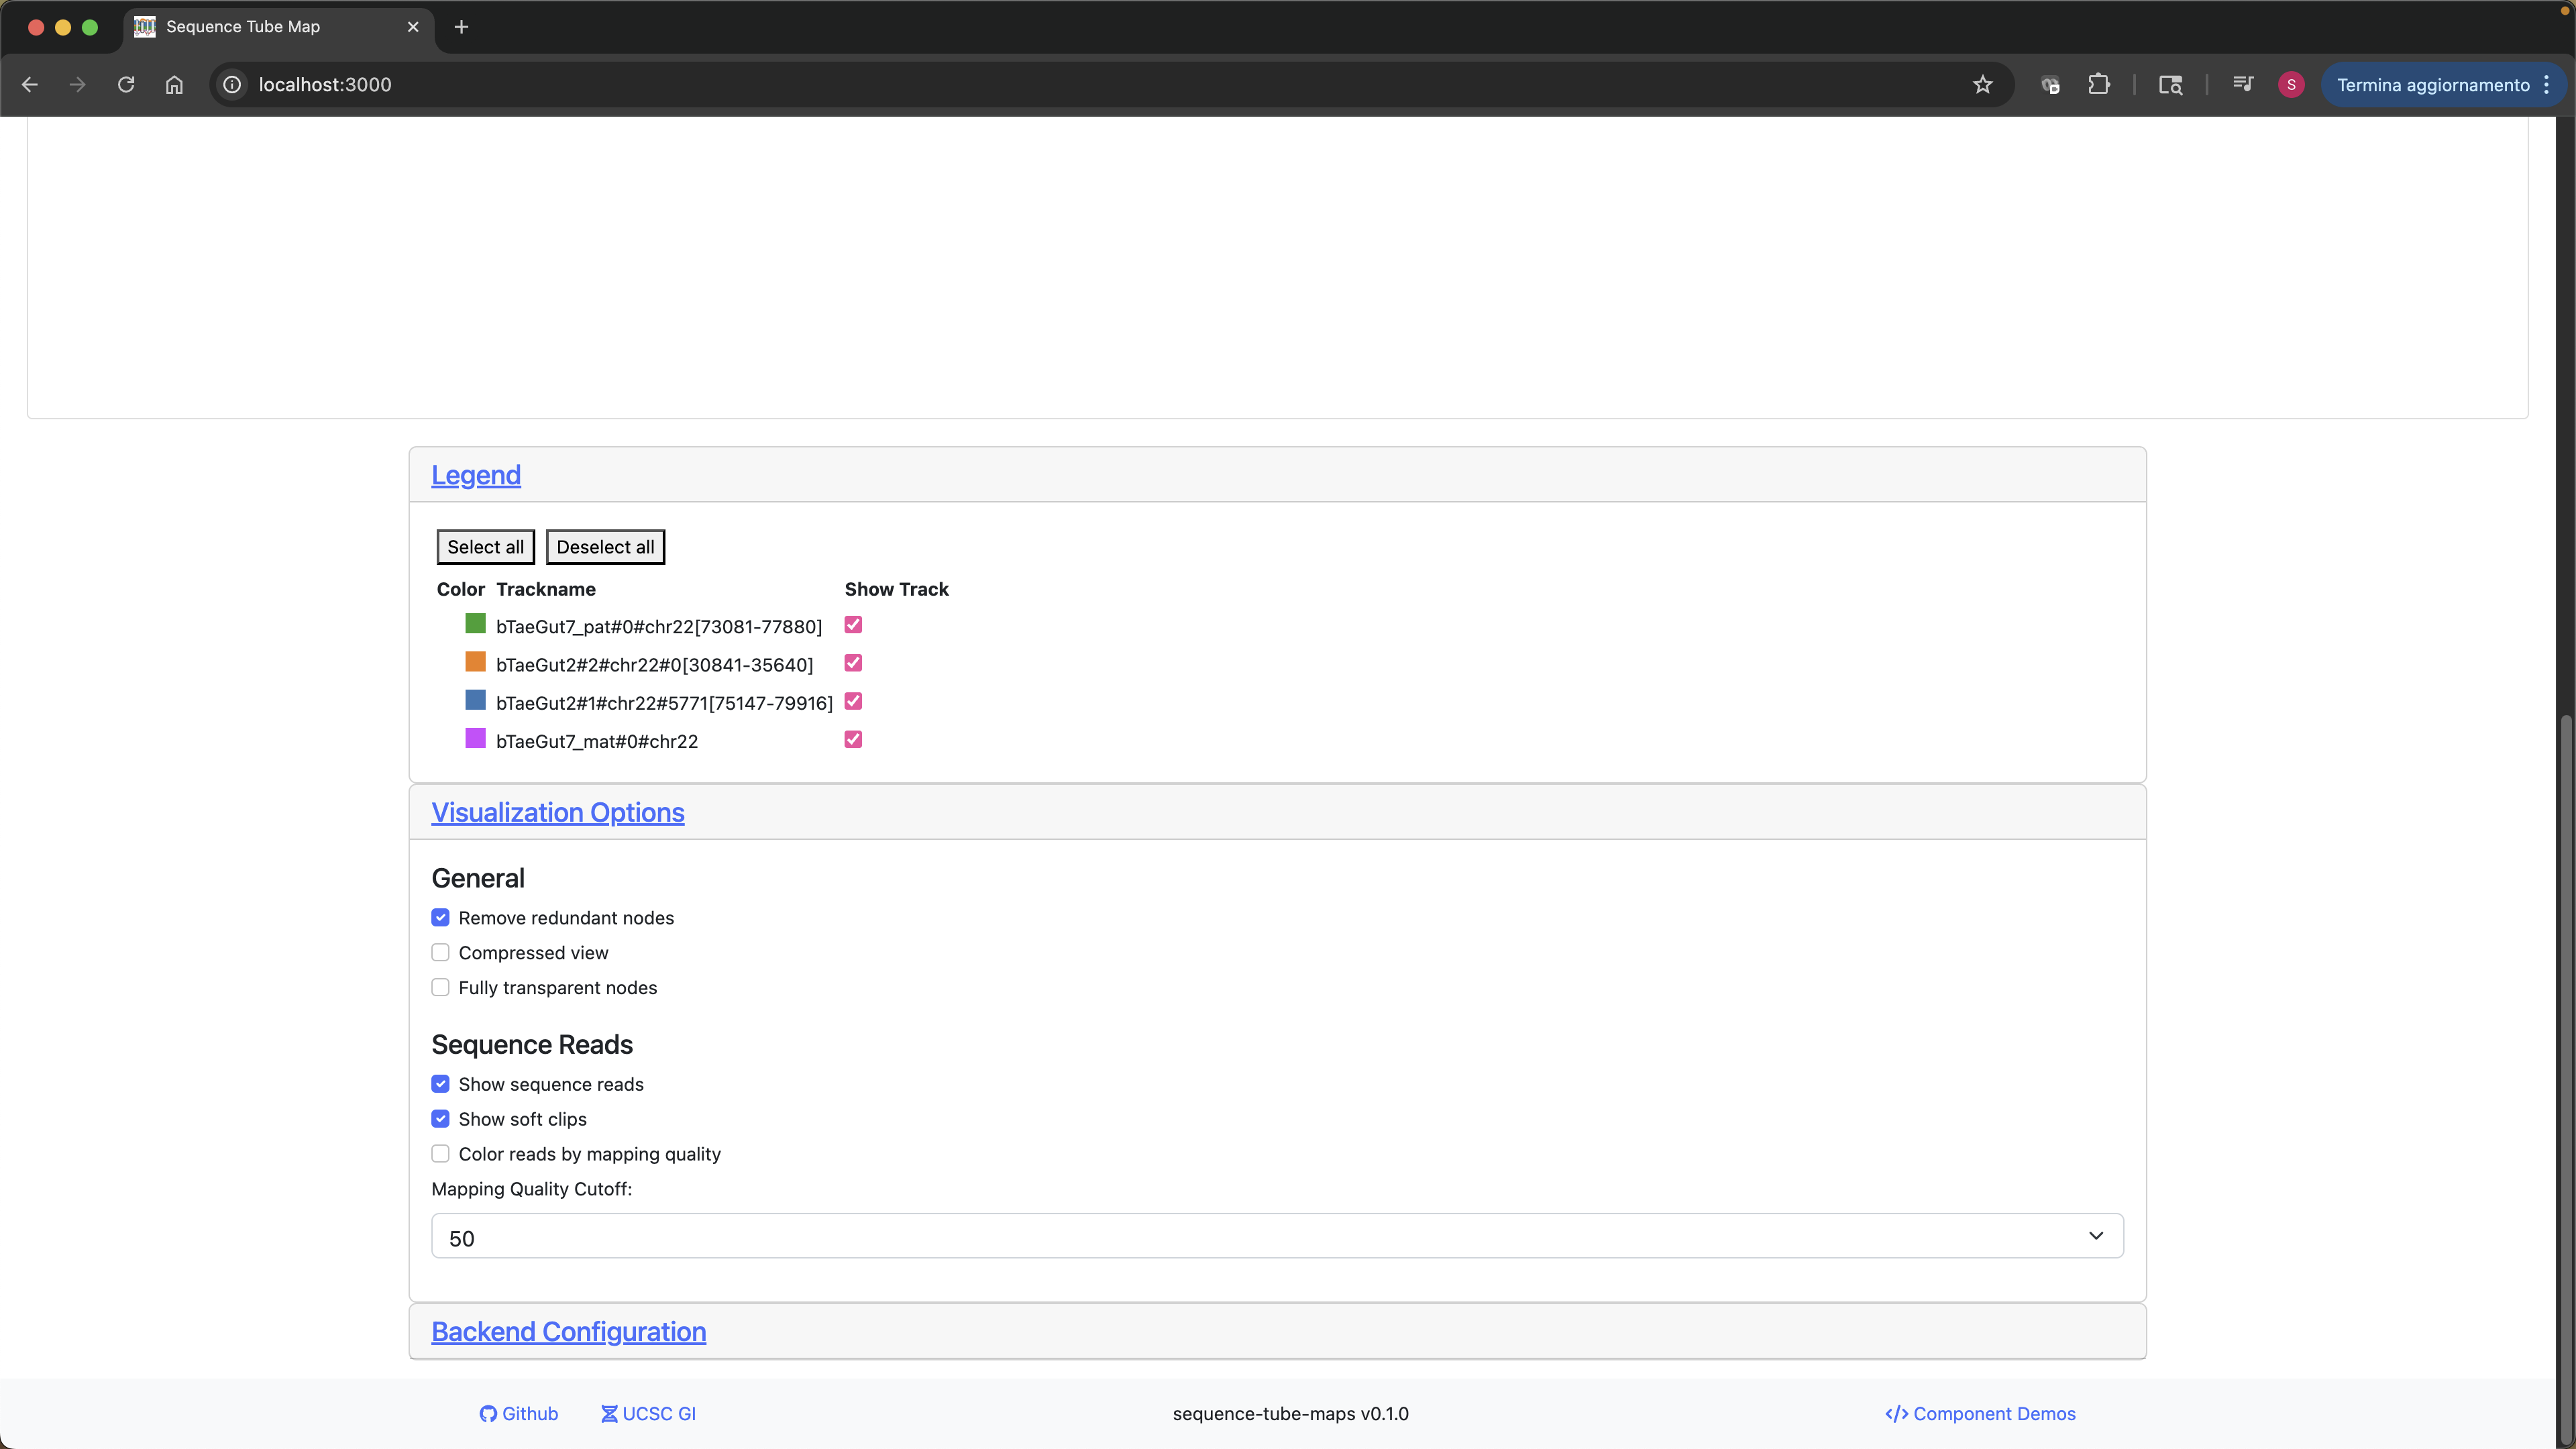 Sequence Tube Map
localhost:3000
S
Termina aggiornamento
Legend
Select all Deselect all
Color Trackname Show Track
bTaeGut7_pat#0#chr22[73081-77880]
bTaeGut2#2#chr22#0[30841-35640]
bTaeGut2#1#chr22#5771[75147-79916]
bTaeGut7_mat#0#chr22
Visualization Options
General
Remove redundant nodes
Compressed view
Fully transparent nodes
Sequence Reads
Show sequence reads
Show soft clips
Color reads by mapping quality
Mapping Quality Cutoff:
50
Backend Configuration
Github UCSC GI sequence-tube-maps v0.1.0 </> Component Demos